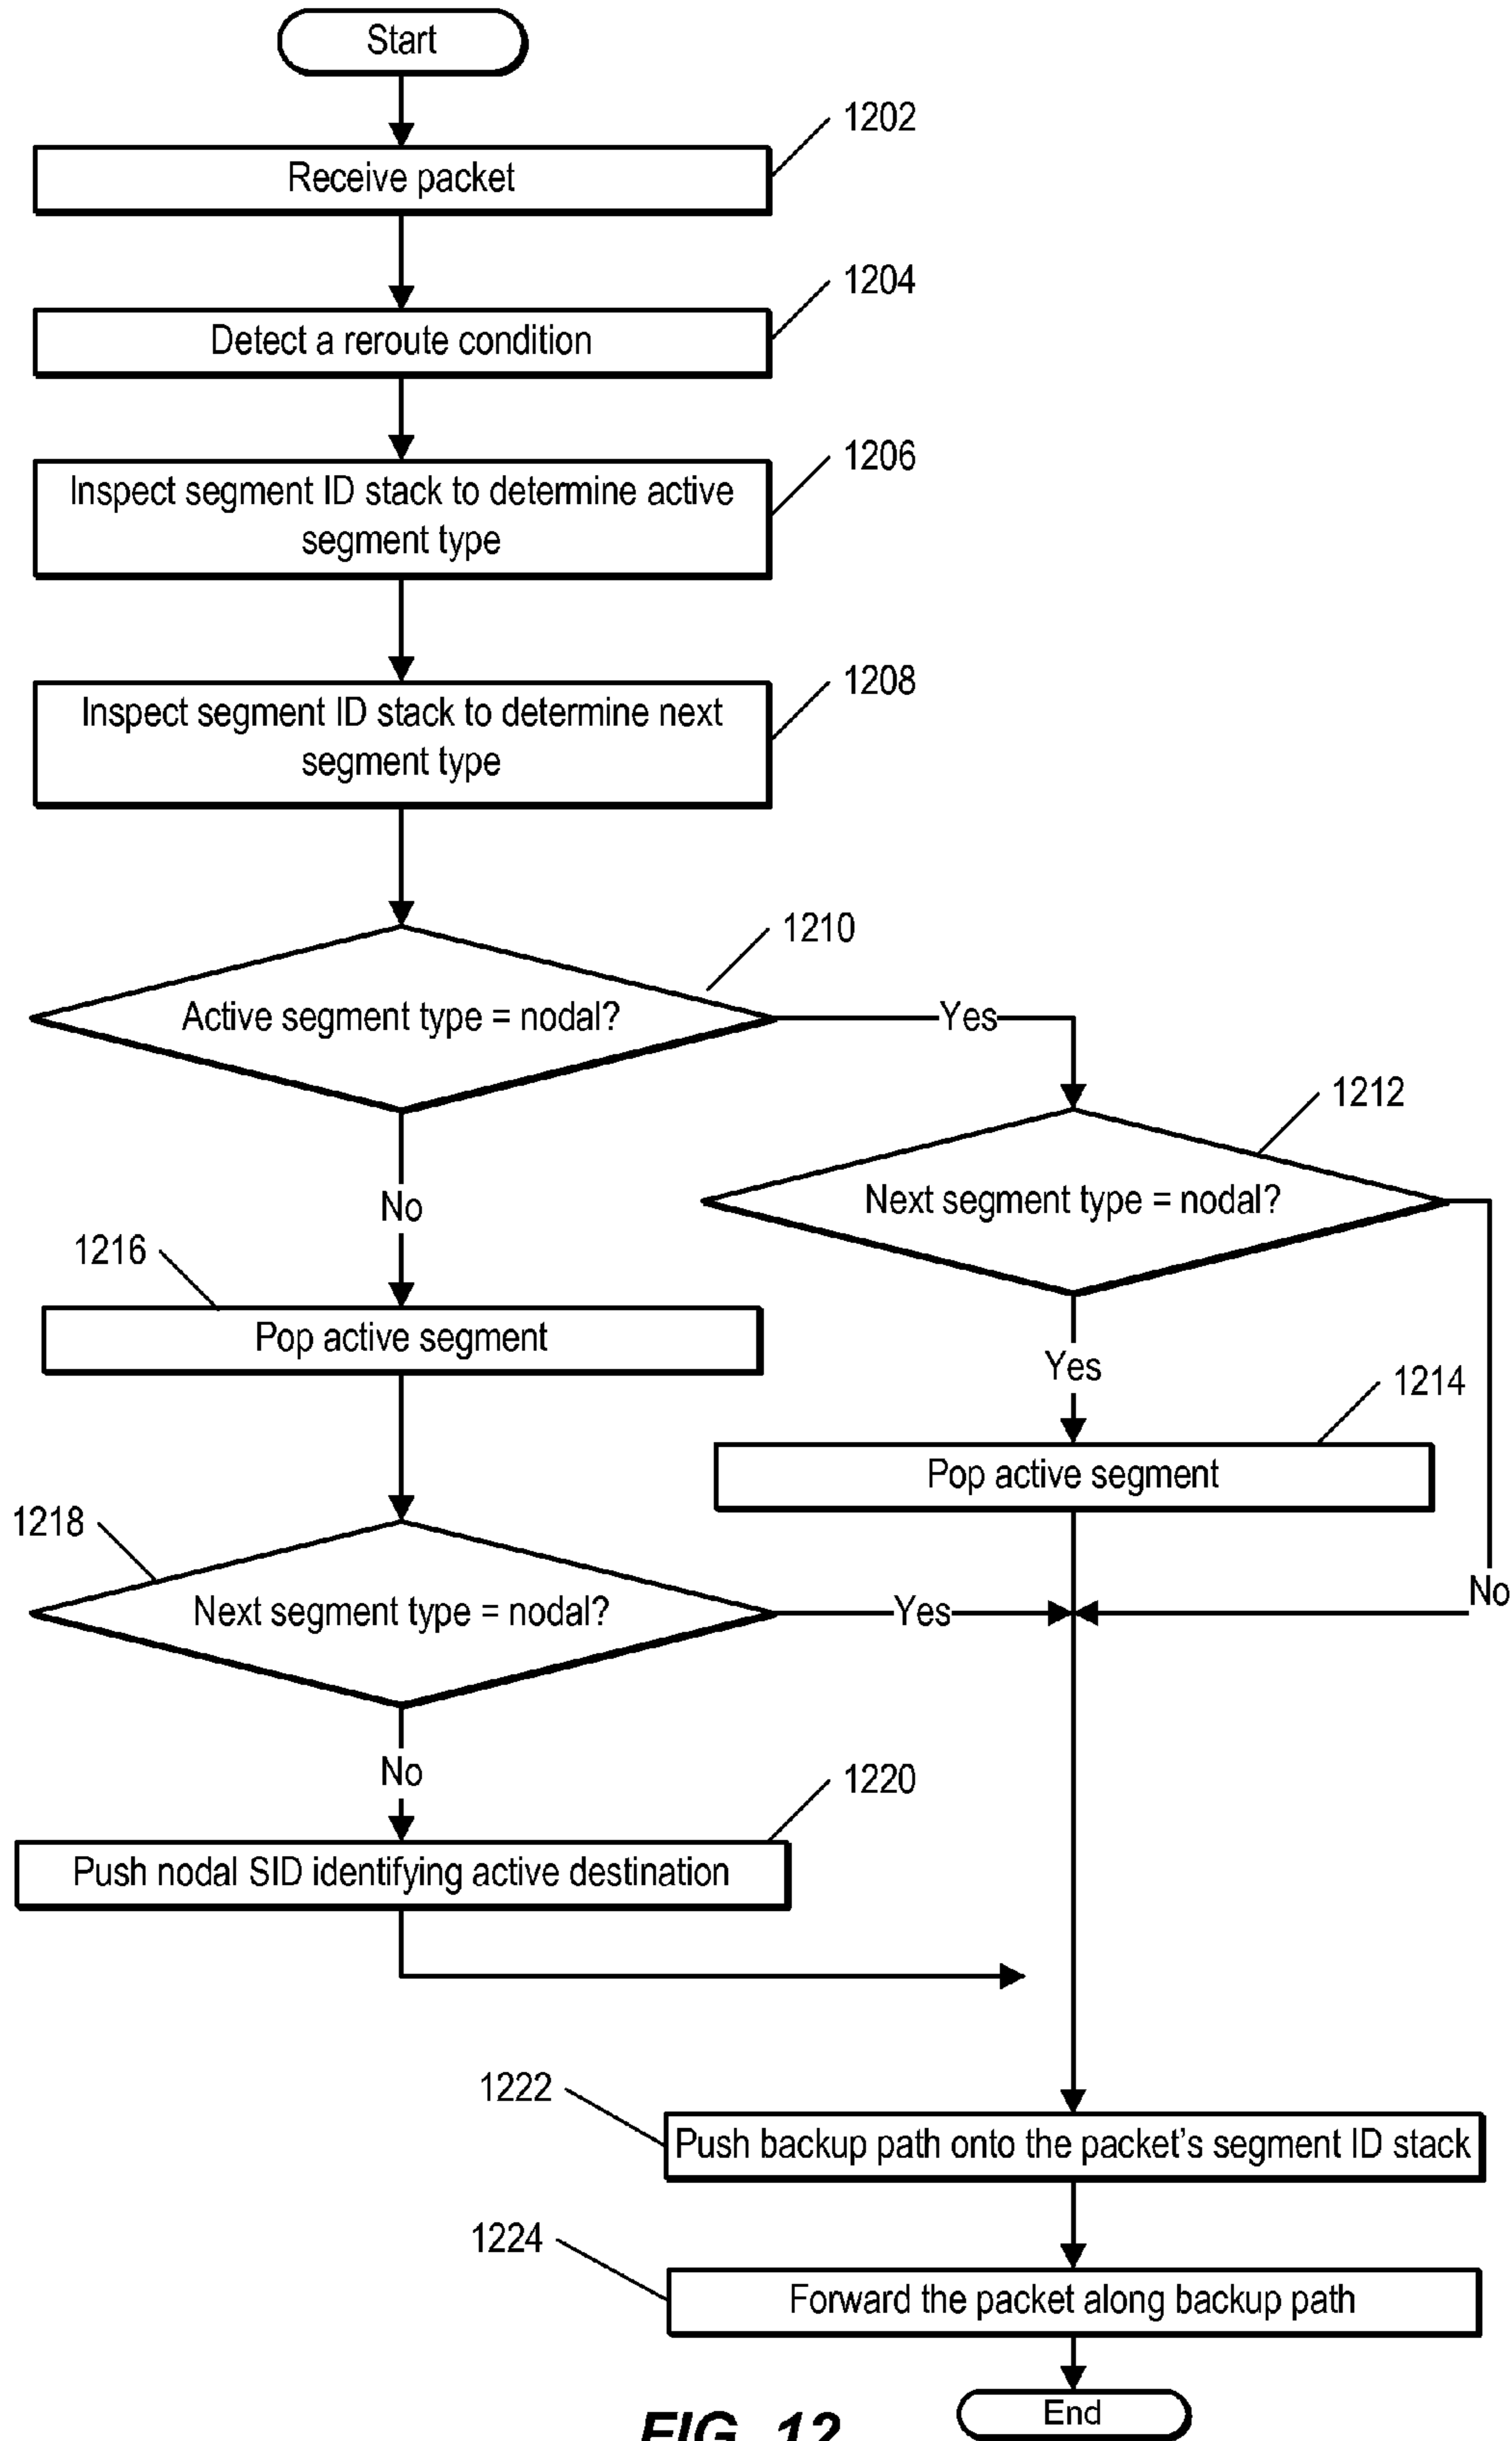 Start
1202
Receive packet
1204
Detect a reroute condition
1206
Inspect segment ID stack to determine active
segment type
1208
Inspect segment ID stack to determine next
segment type
1210
Active segment type = nodal?
Yes
1212
Next segment type = nodal?
No
1216
Pop active segment
Yes
1214
Pop active segment
1218
Next segment type = nodal?
Yes
No
No
1220
Push nodal SID identifying active destination
1222
Push backup path onto the packet's segment ID stack
1224
Forward the packet along backup path
End
FIG. 12